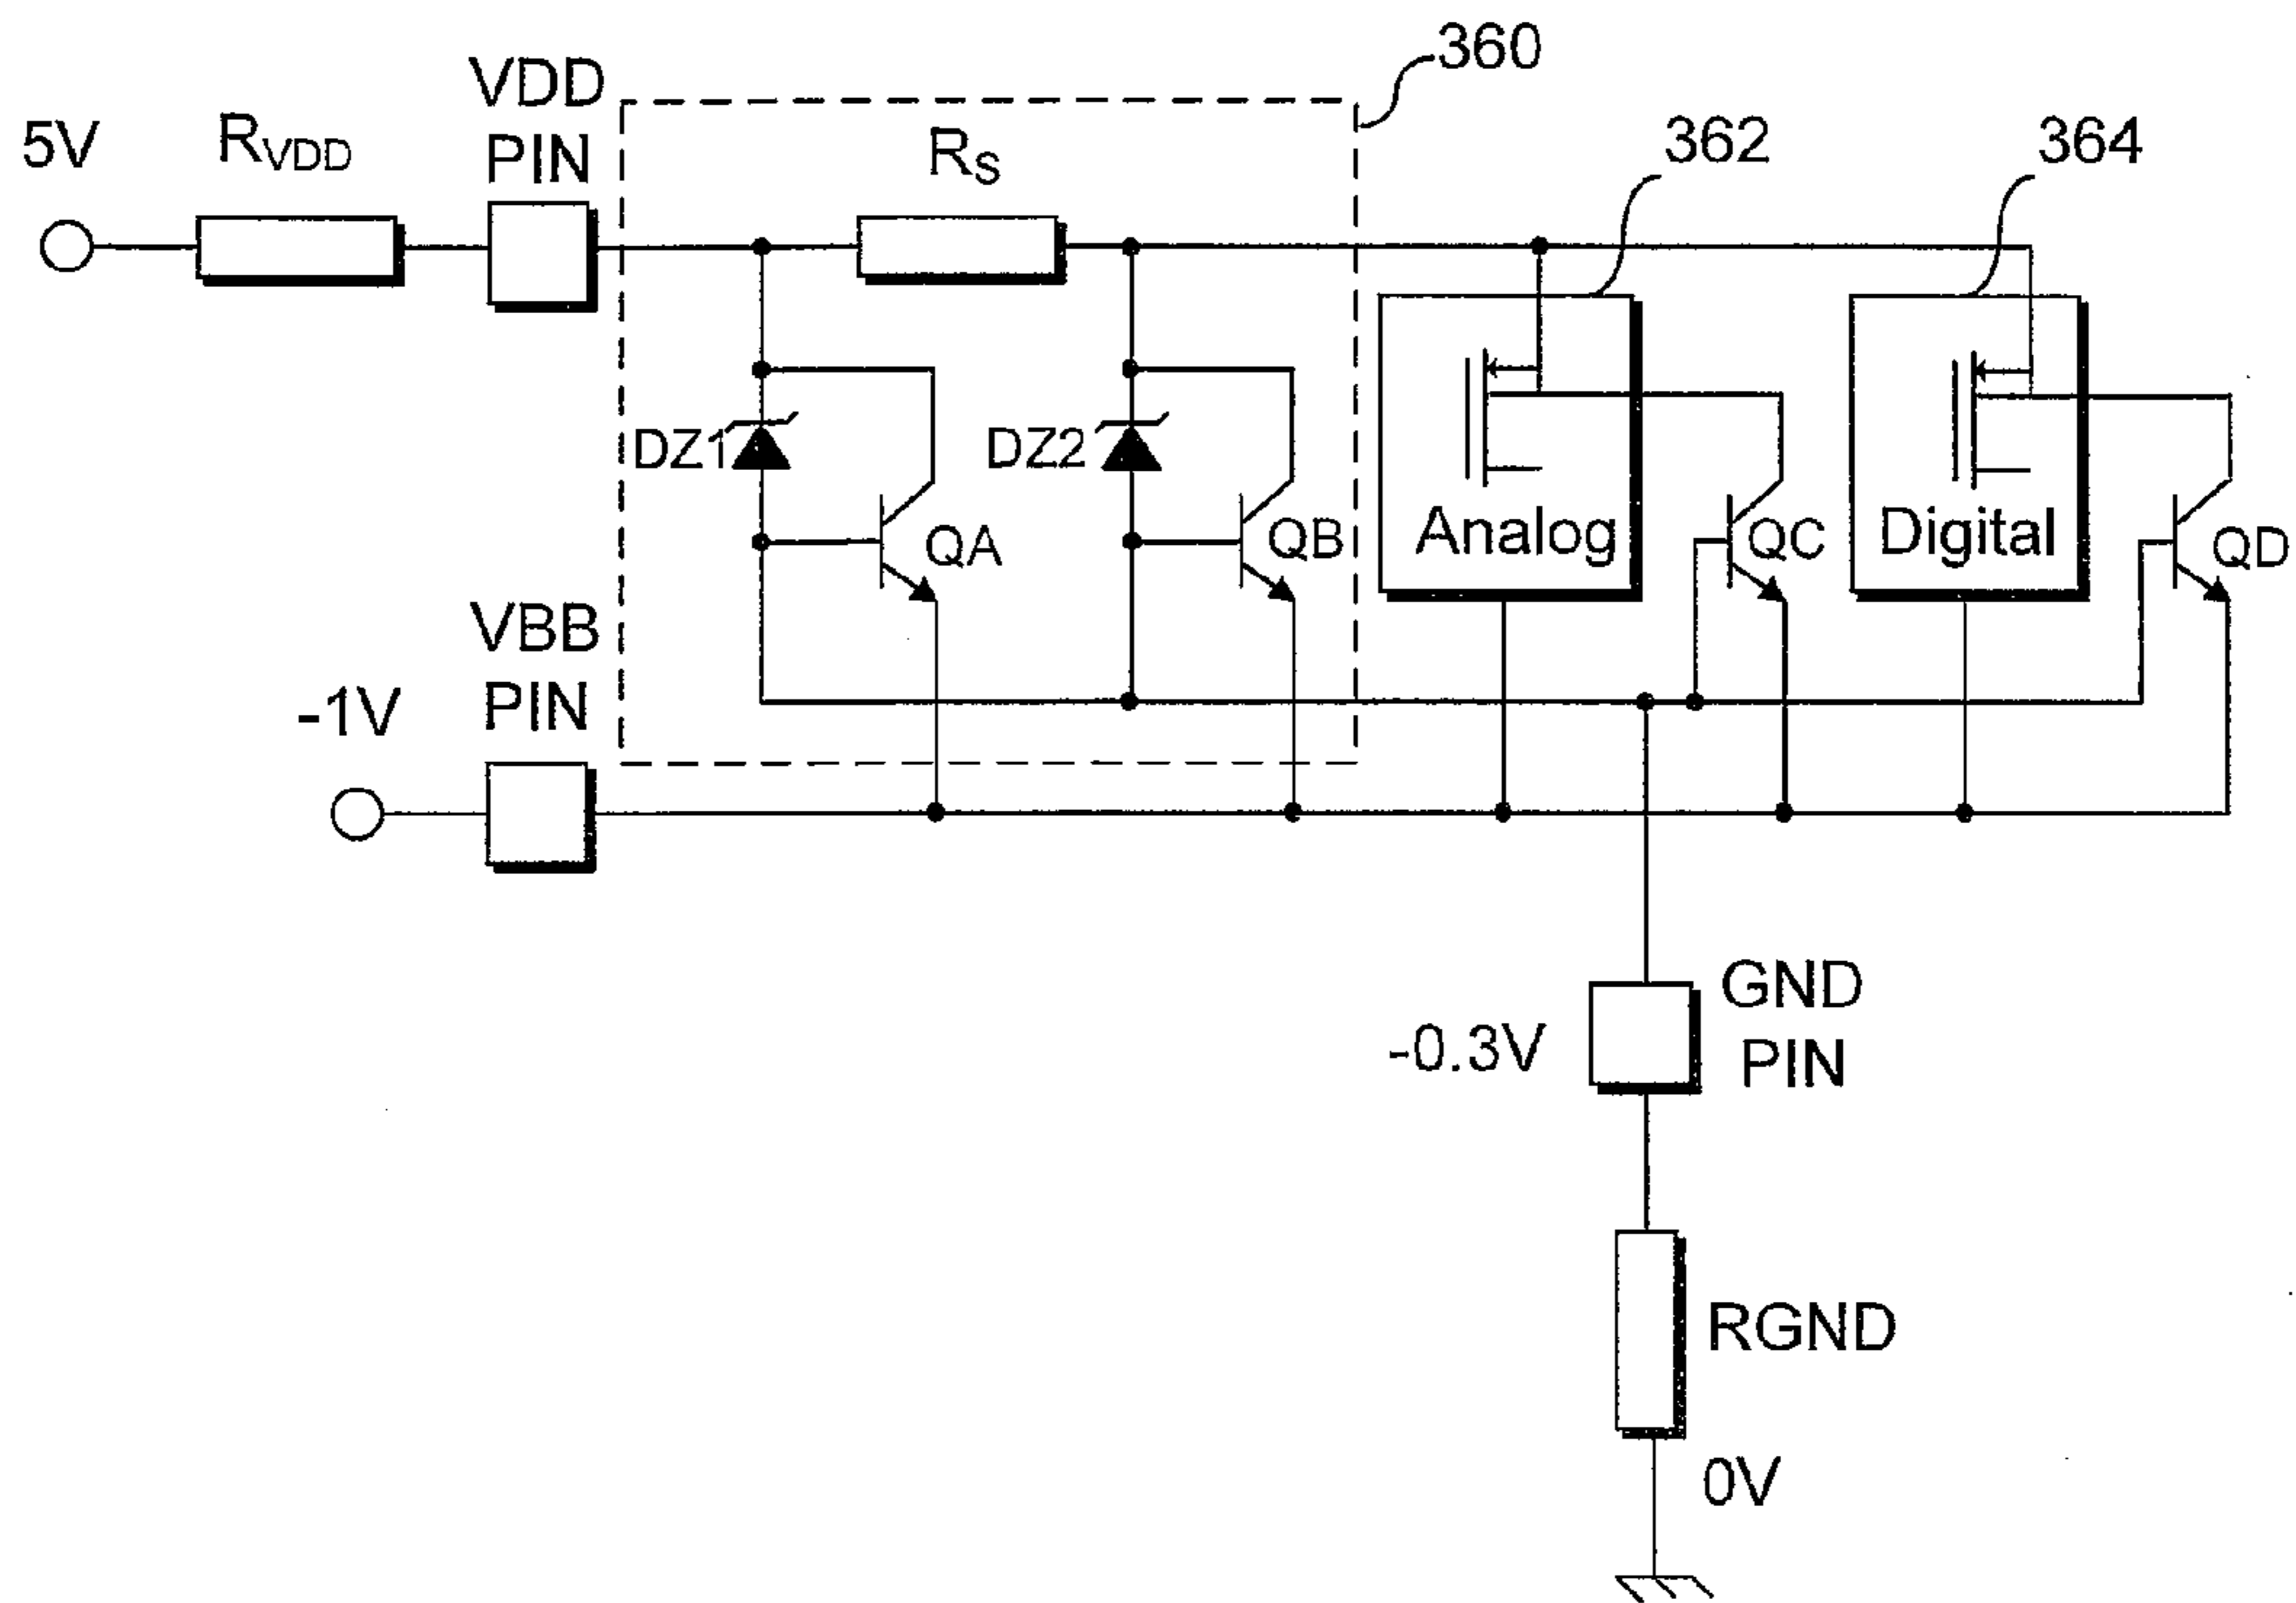 360
VDD
PIN
5V
RVDD
RS
362
364
DZ1
DZ2
QA
QB
Analog
QC
Digital
QD
VBB
PIN
-1V
GND
PIN
-0.3V
RGND
0V